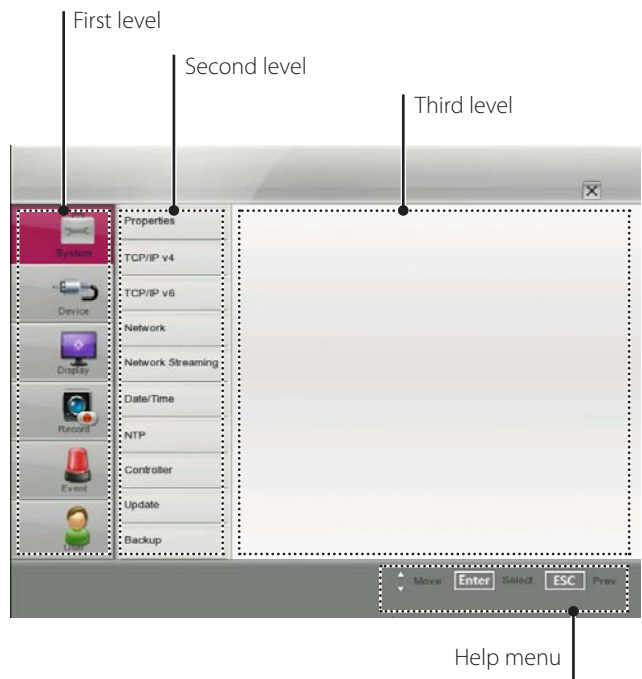 First level
Second level
Third level
System
Device
Display
Record
Event
User
Properties
TCP/IP v4
TCP/IP v6
Network
Network Streaming
Date/Time
NTP
Controller
Update
Backup
Move Enter Select ESC Prev
Help menu